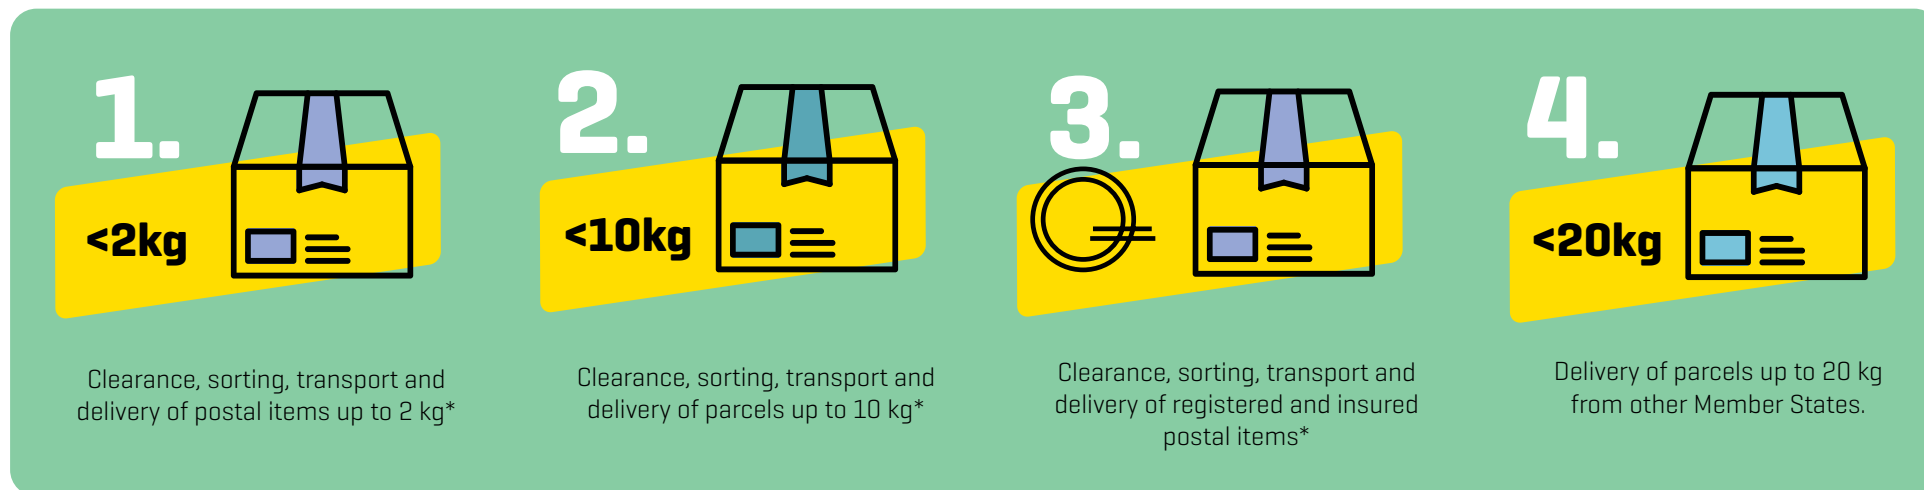 1.
<2kg
Clearance, sorting, transport and
delivery of postal items up to 2 kg*
2.
<10kg
Clearance, sorting, transport and
delivery of parcels up to 10 kg*
3.
Clearance, sorting, transport and
delivery of registered and insured
postal items*
4.
<20kg
Delivery of parcels up to 20 kg
from other Member States.